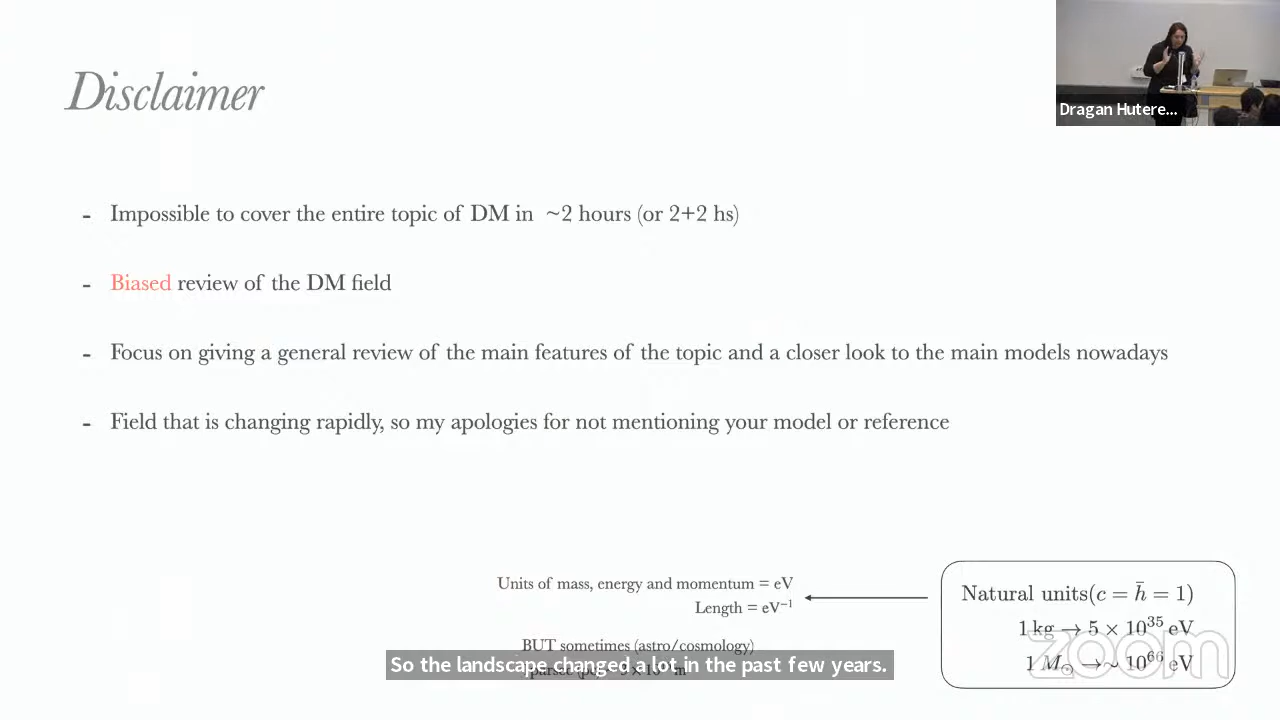 Disclaimer
Dragan Hutere...
- Impossible to cover the entire topic of DM in ~2 hours (or 2+2 hs)
- Biased review of the DM field
- Focus on giving a general review of the main features of the topic and a closer look to the main models nowadays
- Field that is changing rapidly, so my apologies for not mentioning your model or reference
Units of mass, energy and momentum = eV
Length = eV⁻¹
BUT sometimes (astro/cosmology)
Natural units(c = ħ = 1)
1 kg → 5 × 10³⁵ eV
1 M⊙ →~ 10⁶⁶ eV
So the landscape changed a lot in the past few years.
zoom